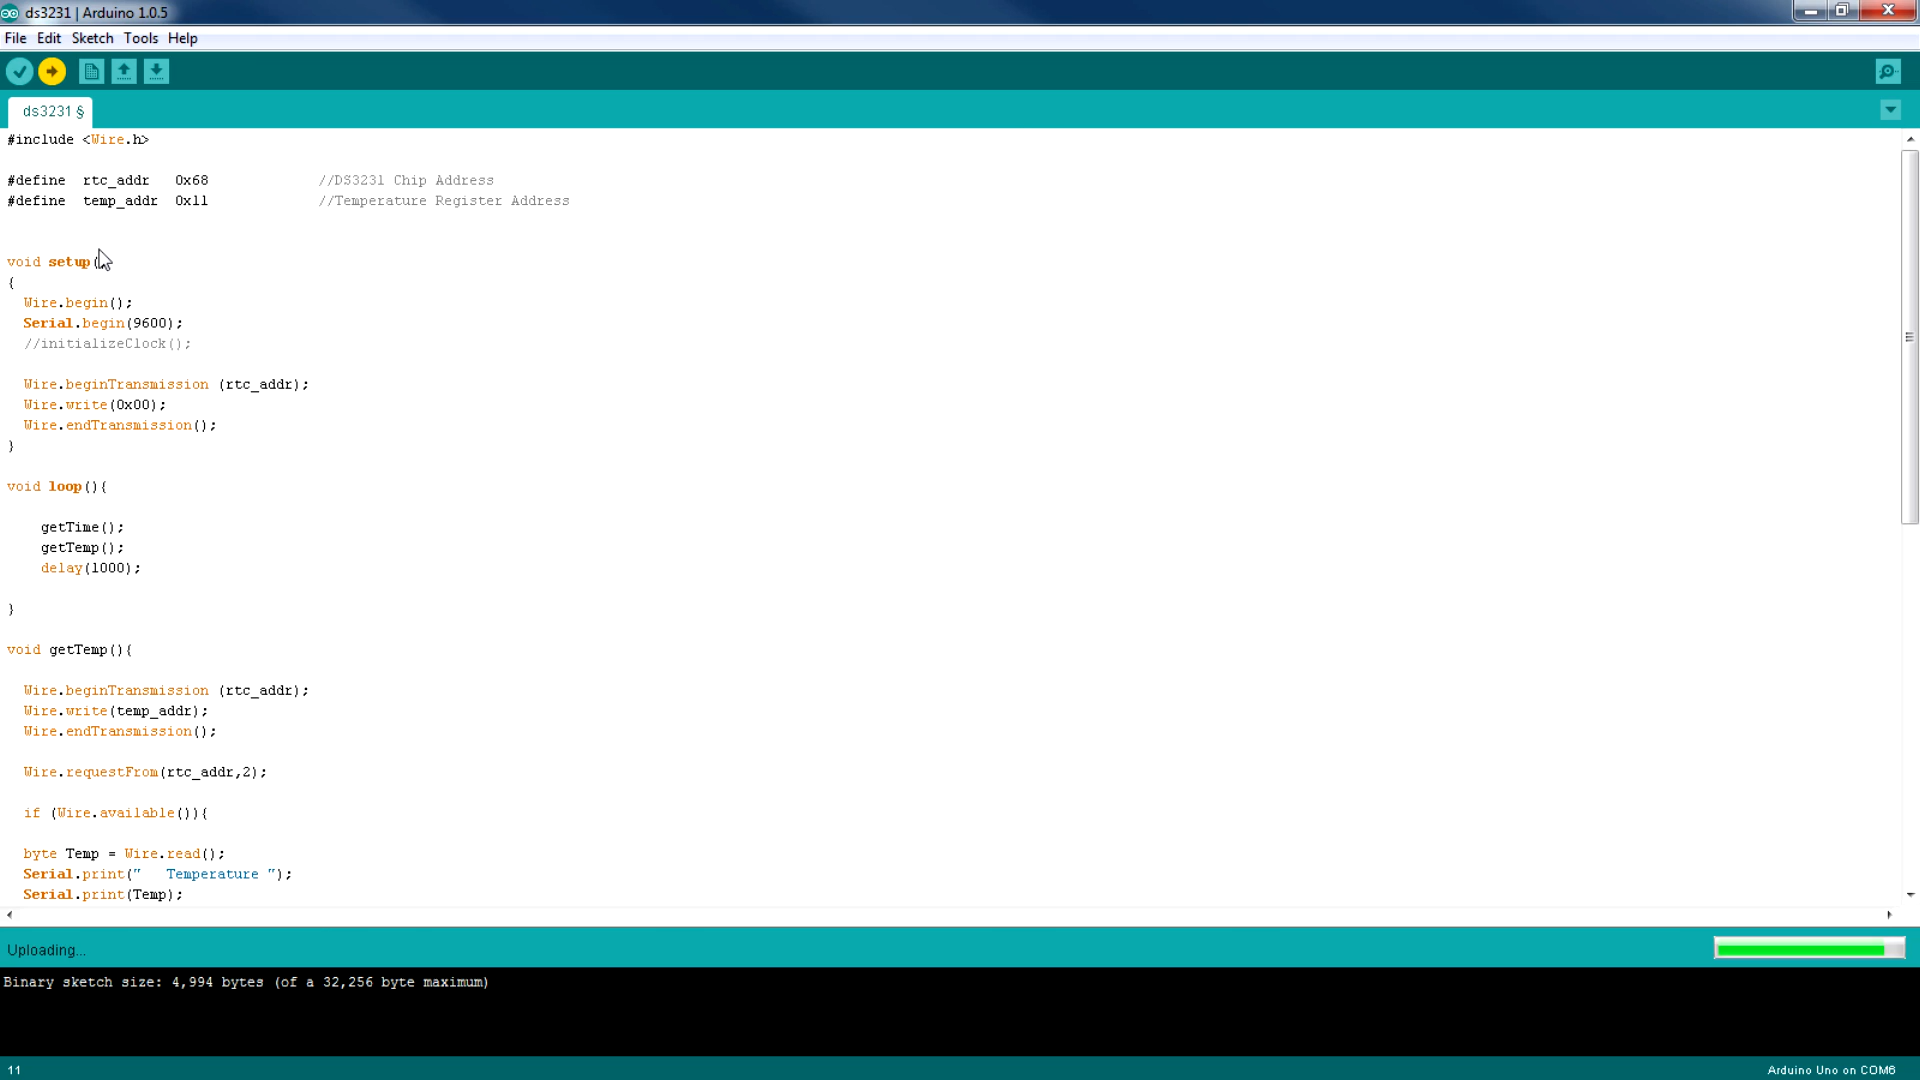 ds3231 | Arduino 1.0.5
File Edit Sketch Tools Help
ds3231 §
#include <Wire.h>
#define rtc_addr 0x68 //DS3231 Chip Address
#define temp_addr 0x11 //Temperature Register Address
void setup(
{
Wire.begin();
Serial.begin(9600);
//initializeClock();
Wire.beginTransmission (rtc_addr);
Wire.write(0x00);
Wire.endTransmission();
}
void loop(){
getTime();
getTemp();
delay(1000);
}
void getTemp(){
Wire.beginTransmission (rtc_addr);
Wire.write(temp_addr);
Wire.endTransmission();
Wire.requestFrom(rtc_addr,2);
if (Wire.available()){
byte Temp = Wire.read();
Serial.print("   Temperature ");
Serial.print(Temp);
Uploading...
Binary sketch size: 4,994 bytes (of a 32,256 byte maximum)
11 Arduino Uno on COM6